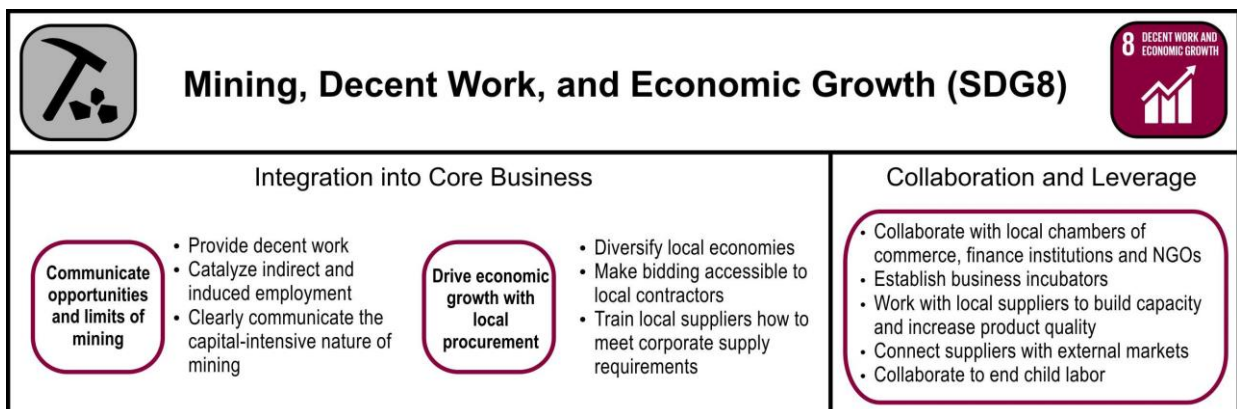 Mining, Decent Work, and Economic Growth (SDG8)
8 DECENT WORK AND
ECONOMIC GROWTH
Integration into Core Business
Communicate
opportunities
and limits of
mining
• Provide decent work
• Catalyze indirect and
induced employment
• Clearly communicate the
capital-intensive nature of
mining
Drive economic
growth with
local
procurement
• Diversify local economies
• Make bidding accessible to
local contractors
• Train local suppliers how to
meet corporate supply
requirements
Collaboration and Leverage
• Collaborate with local chambers of
commerce, finance institutions and NGOs
• Establish business incubators
• Work with local suppliers to build capacity
and increase product quality
• Connect suppliers with external markets
• Collaborate to end child labor